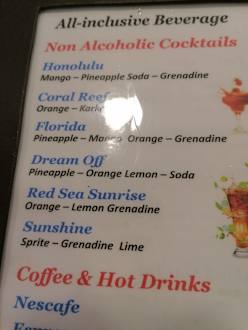 All-inclusive Beverage
Non Alcoholic Cocktails
Honolulu
Mango – Pineapple Soda – Grenadine
Coral Reef
Orange –
Florida
Pineapple – Mango Orange – Grenadine
Dream Off
Pineapple – Orange Lemon – Soda
Red Sea Sunrise
Orange – Lemon Grenadine
Sunshine
Sprite – Grenadine Lime
Coffee & Hot Drinks
Nescafe